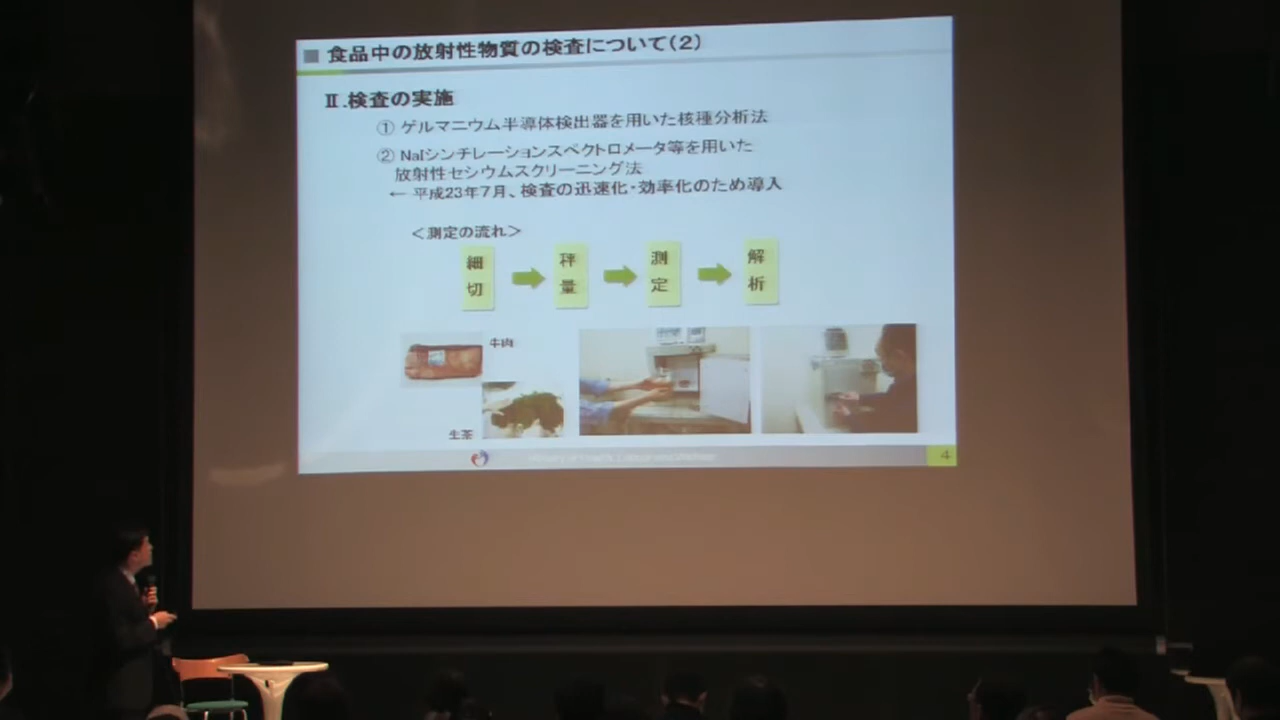 食品中の放射性物質の検査について(2)
Ⅱ.検査の実施
① ゲルマニウム半導体検出器を用いた核種分析法
② NaIシンチレーションスペクトロメータ等を用いた
放射性セシウムスクリーニング法
← 平成23年7月、検査の迅速化・効率化のため導入
＜測定の流れ＞
細切
秤量
測定
解析
牛肉
生茶
4